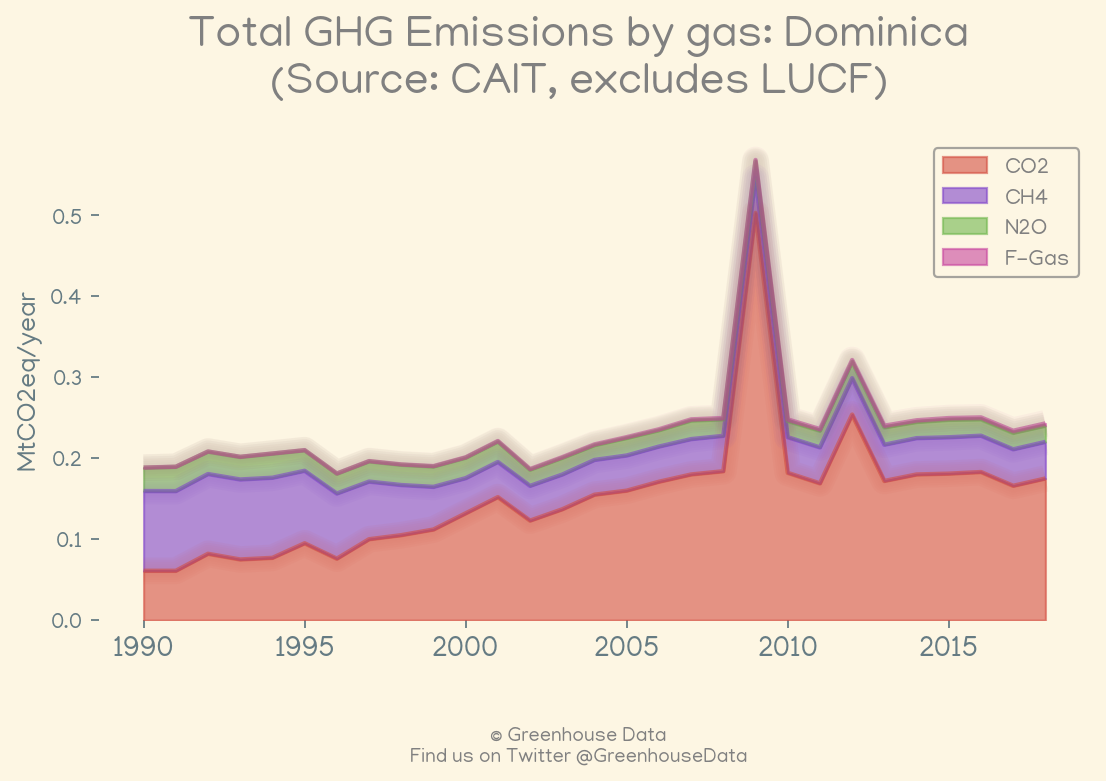 Total GHG Emissions by gas: Dominica
(Source: CAIT, excludes LUCF)
CO2
CH4
N2O
F-Gas
MtCO2eq/year
0.5
0.4
0.3
0.2
0.1
0.0
1990 1995 2000 2005 2010 2015
© Greenhouse Data
Find us on Twitter @GreenhouseData